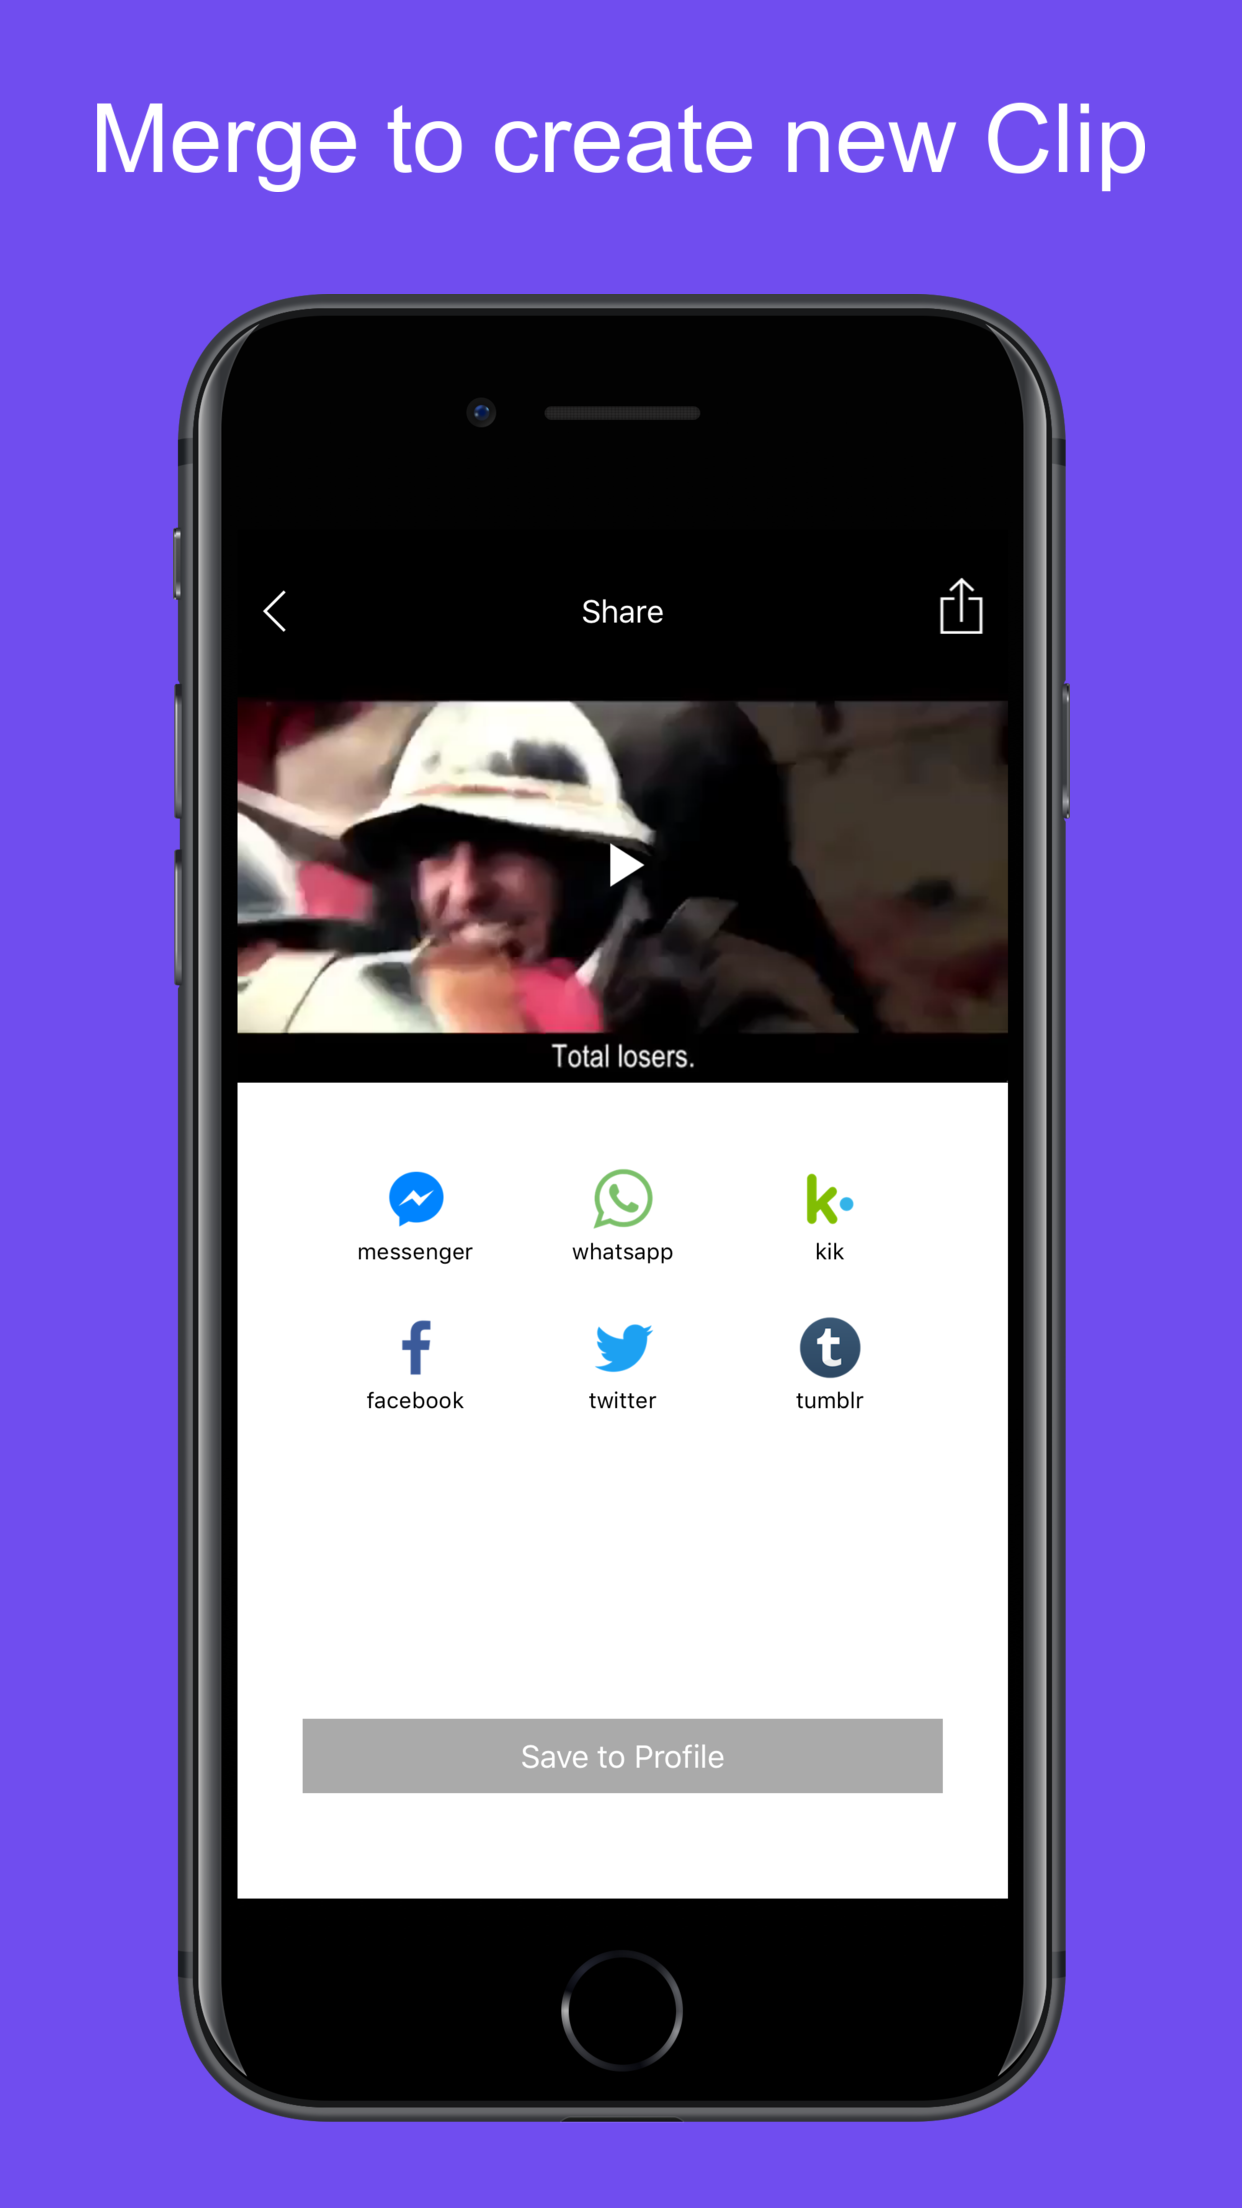 Merge to create new Clip
Share
Total losers.
messenger whatsapp kik
facebook twitter tumblr
Save to Profile